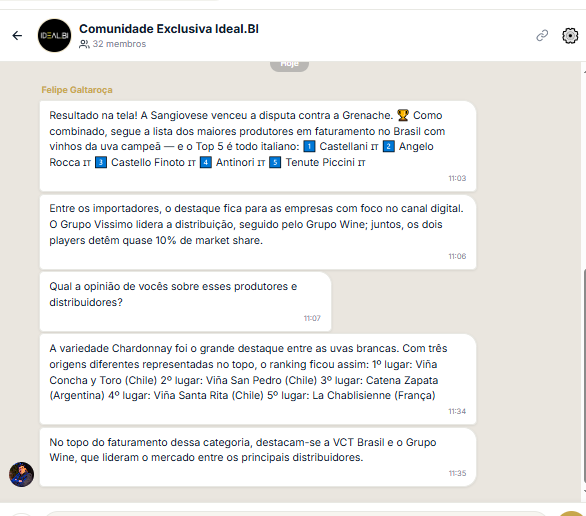 Comunidade Exclusiva Ideal.BI
IDEAL.BI
32 membros
Hoje
Felipe Galtaroça
Resultado na tela! A Sangiovese venceu a disputa contra a Grenache. 🏆 Como
combinado, segue a lista dos maiores produtores em faturamento no Brasil com
vinhos da uva campeã — e o Top 5 é todo italiano: 1️⃣ Castellani IT 2️⃣ Angelo
Rocca IT 3️⃣ Castello Finoto IT 4️⃣ Antinori IT 5️⃣ Tenute Piccini IT
11:03
Entre os importadores, o destaque fica para as empresas com foco no canal digital.
O Grupo Vissimo lidera a distribuição, seguido pelo Grupo Wine; juntos, os dois
players detêm quase 10% de market share.
11:06
Qual a opinião de vocês sobre esses produtores e
distribuidores?
11:07
A variedade Chardonnay foi o grande destaque entre as uvas brancas. Com três
origens diferentes representadas no topo, o ranking ficou assim: 1º lugar: Viña
Concha y Toro (Chile) 2º lugar: Viña San Pedro (Chile) 3º lugar: Catena Zapata
(Argentina) 4º lugar: Viña Santa Rita (Chile) 5º lugar: La Chablisienne (França)
11:34
No topo do faturamento dessa categoria, destacam-se a VCT Brasil e o Grupo
Wine, que lideram o mercado entre os principais distribuidores.
11:35